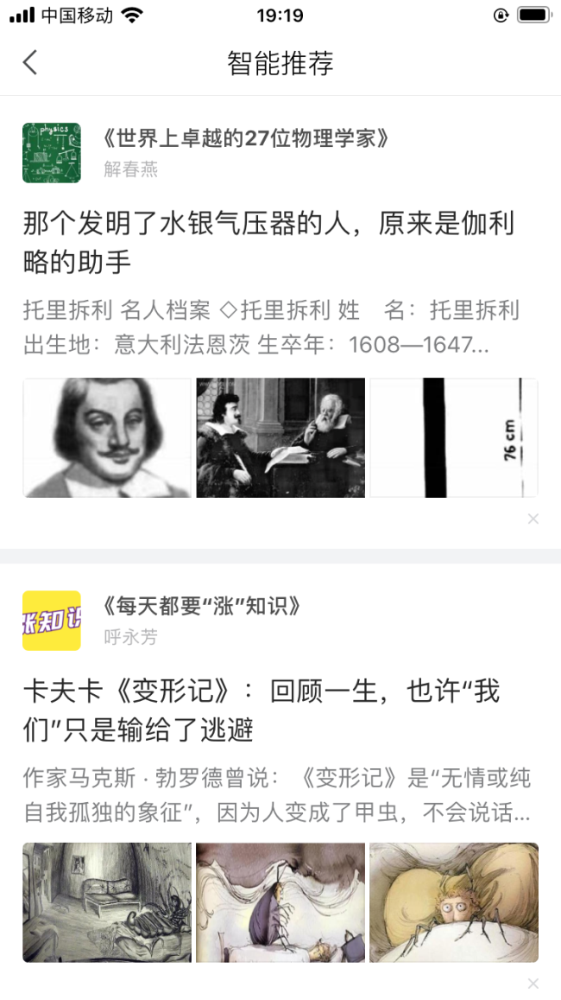 中国移动 19:19
智能推荐
physics
《世界上卓越的27位物理学家》
解春燕
那个发明了水银气压器的人，原来是伽利
略的助手
托里拆利 名人档案 ◇托里拆利 姓　名：托里拆利
出生地：意大利法恩茨 生卒年：1608—1647...
76 cm
涨知识
《每天都要“涨”知识》
呼永芳
卡夫卡《变形记》：回顾一生，也许“我
们”只是输给了逃避
作家马克斯 · 勃罗德曾说：《变形记》是“无情或纯
自我孤独的象征”，因为人变成了甲虫，不会说话...